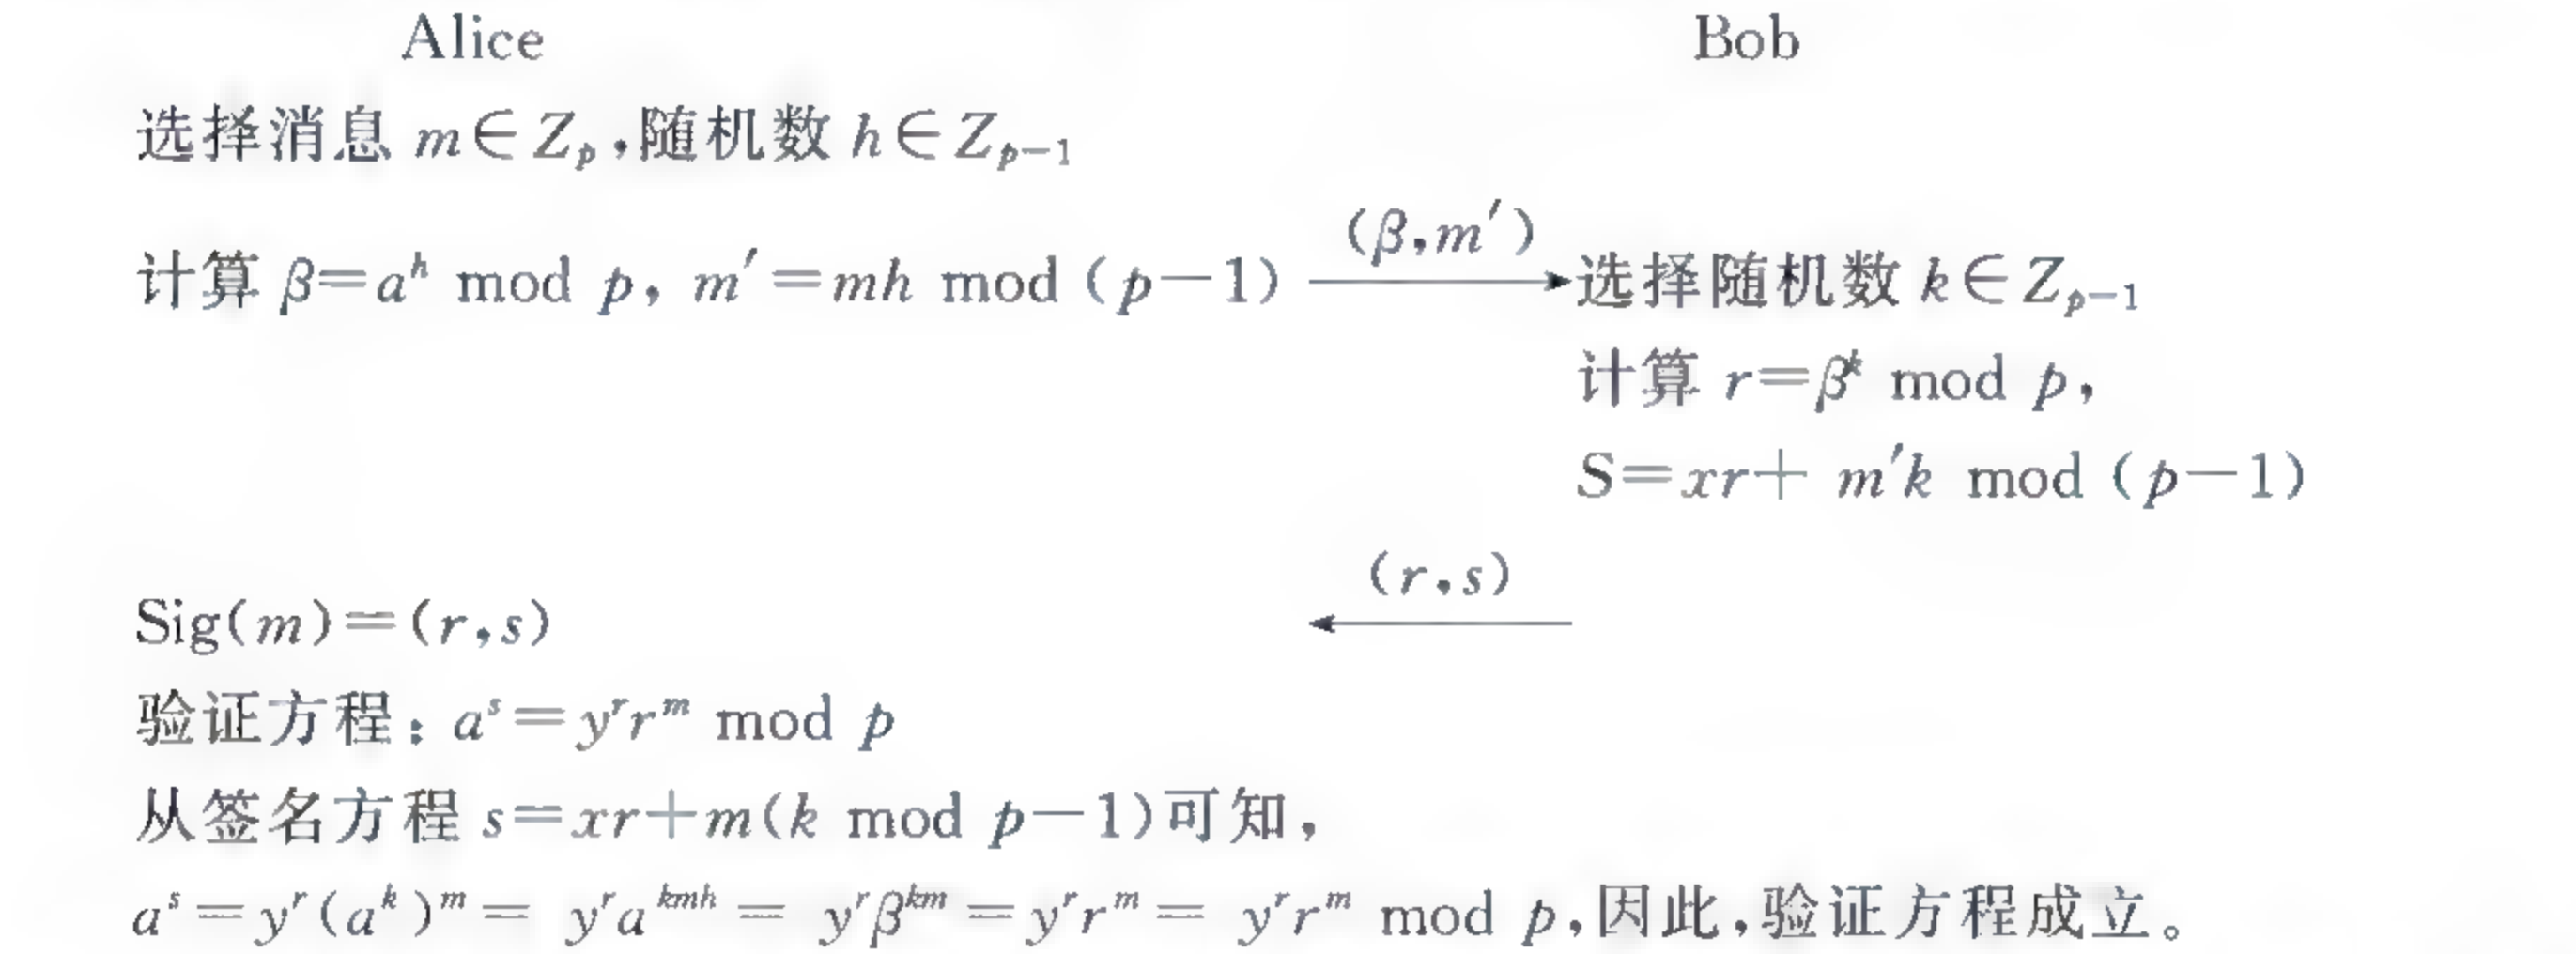 Alice Bob
选择消息 m∈Z_p,随机数 h∈Z_{p-1}
计算 β=a^h mod p, m′=mh mod (p-1) (β,m′) 选择随机数 k∈Z_{p-1}
计算 r=β^k mod p,
S=xr+ m′k mod (p-1)
(r,s)
Sig(m)=(r,s)
验证方程:a^s=y^r r^m mod p
从签名方程 s=xr+m(k mod p-1)可知,
a^s=y^r(a^k)^m= y^r a^{kmh}= y^r β^{km}=y^r r^m= y^r r^m mod p,因此,验证方程成立。